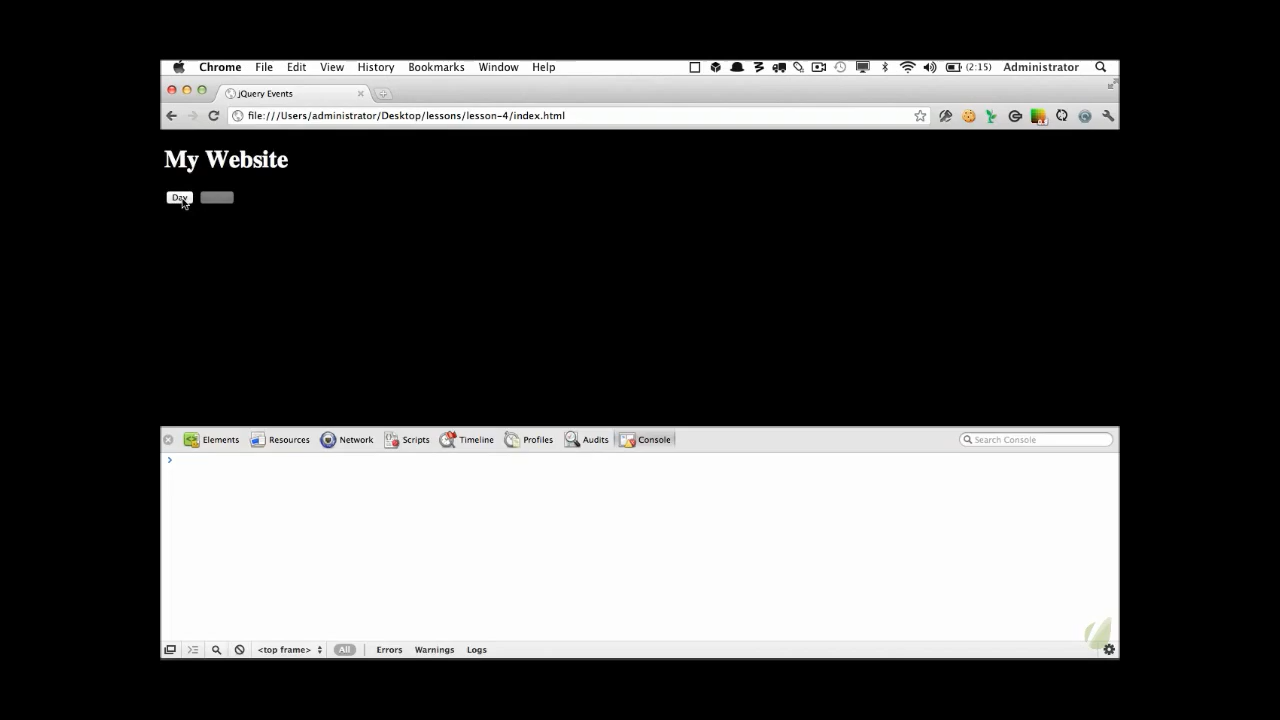 Chrome File Edit View History Bookmarks Window Help (2:15) Administrator
jQuery Events
file:///Users/administrator/Desktop/lessons/lesson-4/index.html
My Website
Day
Elements Resources Network Scripts Timeline Profiles Audits Console Search Console
<top frame> All Errors Warnings Logs